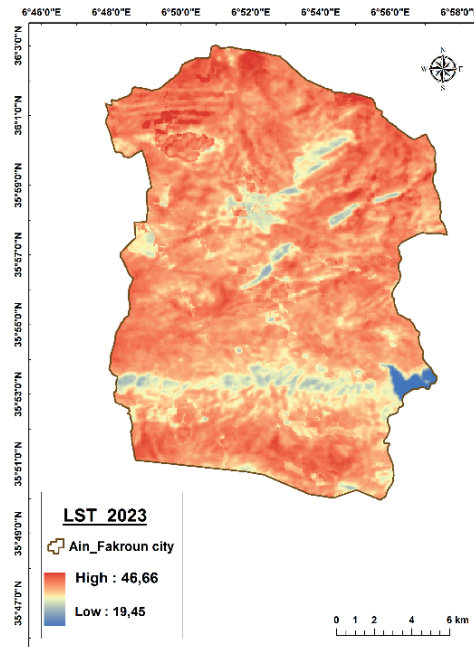 6°46'0"E 6°48'0"E 6°50'0"E 6°52'0"E 6°54'0"E 6°56'0"E 6°58'0"E
N
W E
S
36°3'0"N
36°1'0"N
35°59'0"N
35°57'0"N
35°55'0"N
35°53'0"N
35°51'0"N
35°49'0"N
35°47'0"N
LST_2023
Ain_Fakroun city
High : 46,66
Low : 19,45
0 1 2 4 6 km